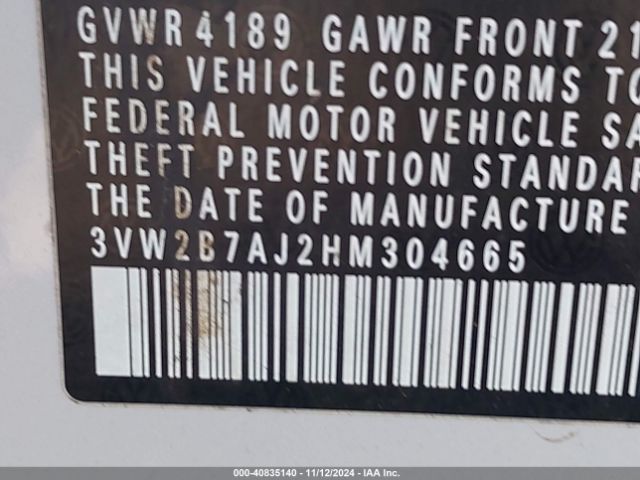 GVWR 4189 GAWR FRONT 21
THIS VEHICLE CONFORMS TO
FEDERAL MOTOR VEHICLE SA
THEFT PREVENTION STANDAR
THE DATE OF MANUFACTURE
3VW2B7AJ2HM304665
000-40835140 - 11/12/2024 - IAA Inc.